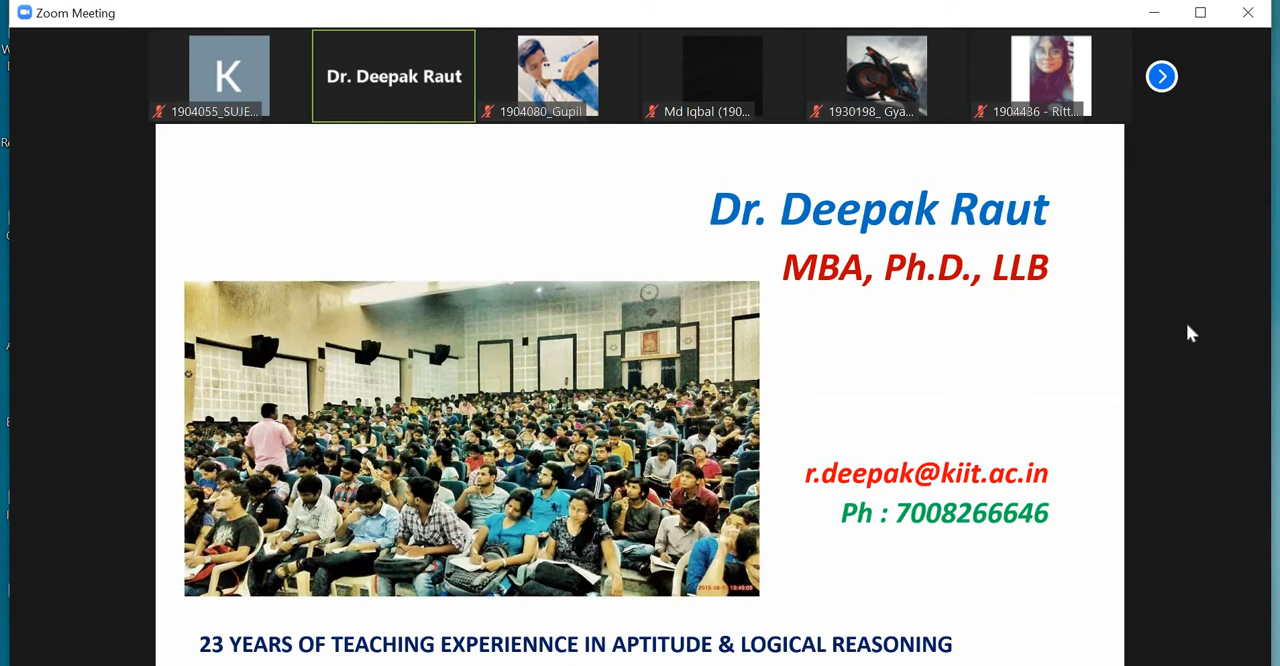 Zoom Meeting
K
Dr. Deepak Raut
1904055_SUJE...
1904080_Gupil
Md Iqbal (190...
1930198_ Gya...
1904436 - Ritt...
Dr. Deepak Raut
MBA, Ph.D., LLB
r.deepak@kiit.ac.in
Ph : 7008266646
23 YEARS OF TEACHING EXPERIENNCE IN APTITUDE & LOGICAL REASONING